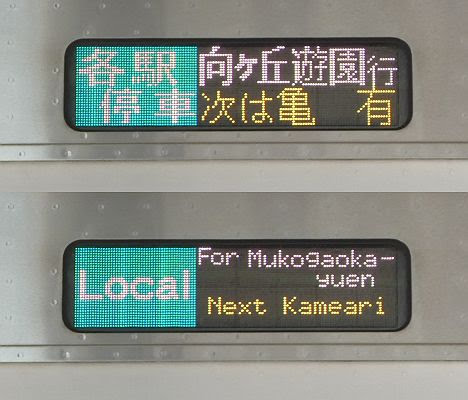 各駅停車
向ヶ丘遊園行
次は亀 有
Local
For Mukogaoka-
yuen
Next Kameari